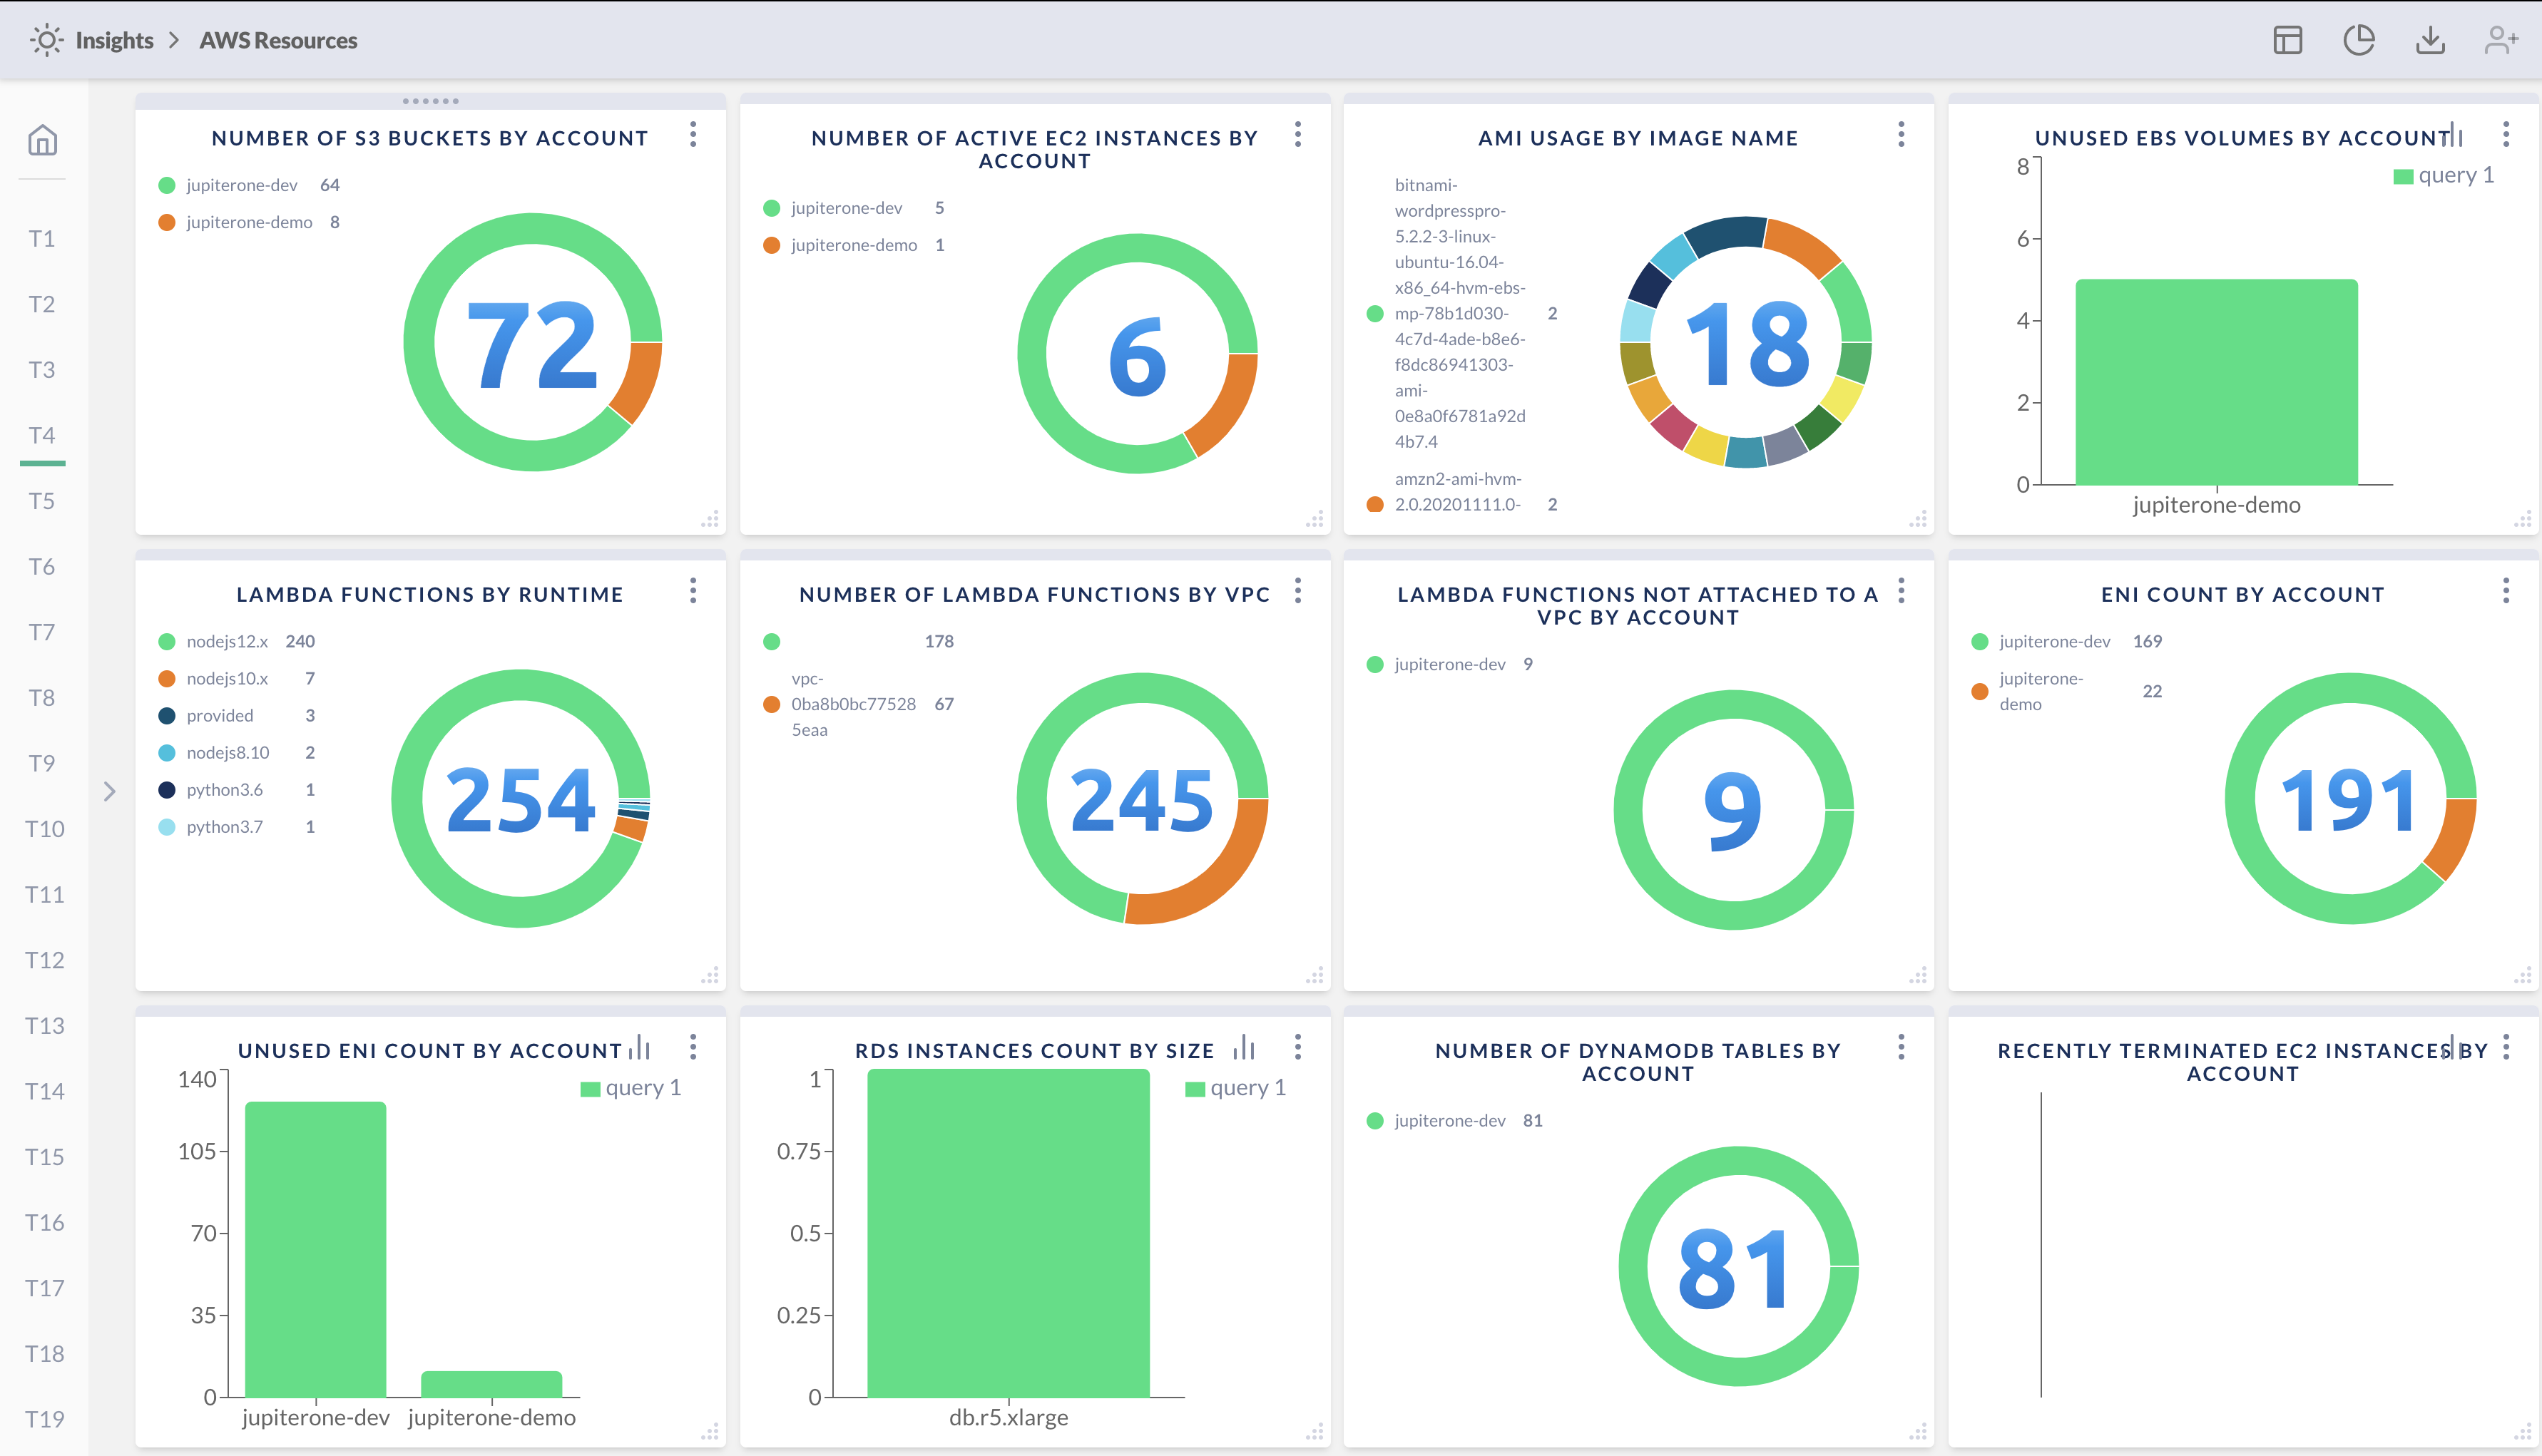 Insights > AWS Resources
T1
T2
T3
T4
T5
T6
T7
T8
T9
T10
T11
T12
T13
T14
T15
T16
T17
T18
T19
NUMBER OF S3 BUCKETS BY ACCOUNT
jupiterone-dev 64
jupiterone-demo 8
72
NUMBER OF ACTIVE EC2 INSTANCES BY
ACCOUNT
jupiterone-dev 5
jupiterone-demo 1
6
AMI USAGE BY IMAGE NAME
bitnami-
wordpresspro-
5.2.2-3-linux-
ubuntu-16.04-
x86_64-hvm-ebs-
mp-78b1d030- 2
4c7d-4ade-b8e6-
f8dc86941303-
ami-
0e8a0f6781a92d
4b7.4
amzn2-ami-hvm-
2.0.20201111.0- 2
18
UNUSED EBS VOLUMES BY ACCOUNT
query 1
8
6
4
2
0
jupiterone-demo
LAMBDA FUNCTIONS BY RUNTIME
nodejs12.x 240
nodejs10.x 7
provided 3
nodejs8.10 2
python3.6 1
python3.7 1
254
NUMBER OF LAMBDA FUNCTIONS BY VPC
178
vpc-
0ba8b0bc77528 67
5eaa
245
LAMBDA FUNCTIONS NOT ATTACHED TO A
VPC BY ACCOUNT
jupiterone-dev 9
9
ENI COUNT BY ACCOUNT
jupiterone-dev 169
jupiterone-
demo 22
191
UNUSED ENI COUNT BY ACCOUNT
query 1
140
105
70
35
0
jupiterone-dev jupiterone-demo
RDS INSTANCES COUNT BY SIZE
query 1
1
0.75
0.5
0.25
0
db.r5.xlarge
NUMBER OF DYNAMODB TABLES BY
ACCOUNT
jupiterone-dev 81
81
RECENTLY TERMINATED EC2 INSTANCES BY
ACCOUNT